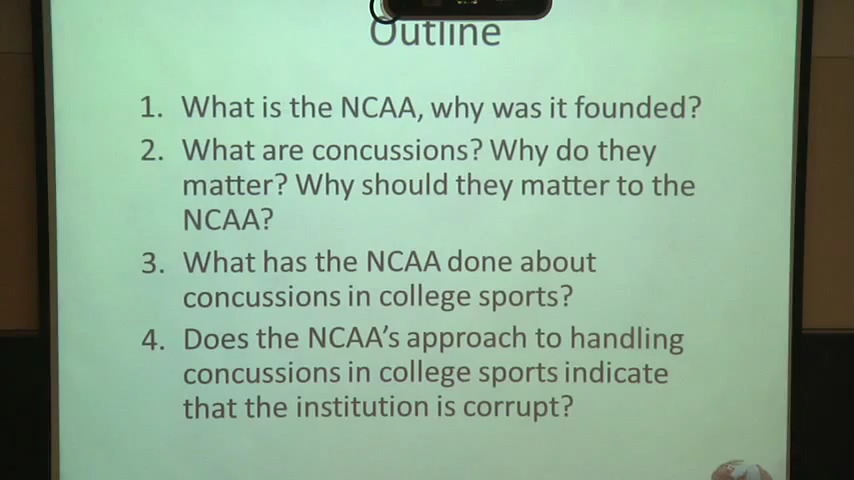 Outline
1. What is the NCAA, why was it founded?
2. What are concussions? Why do they
matter? Why should they matter to the
NCAA?
3. What has the NCAA done about
concussions in college sports?
4. Does the NCAA's approach to handling
concussions in college sports indicate
that the institution is corrupt?